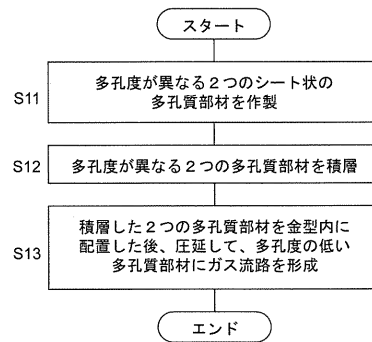 スタート
S11
多孔度が異なる2つのシート状の
多孔質部材を作製
S12
多孔度が異なる2つの多孔質部材を積層
S13
積層した2つの多孔質部材を金型内に
配置した後、圧延して、多孔度の低い
多孔質部材にガス流路を形成
エンド